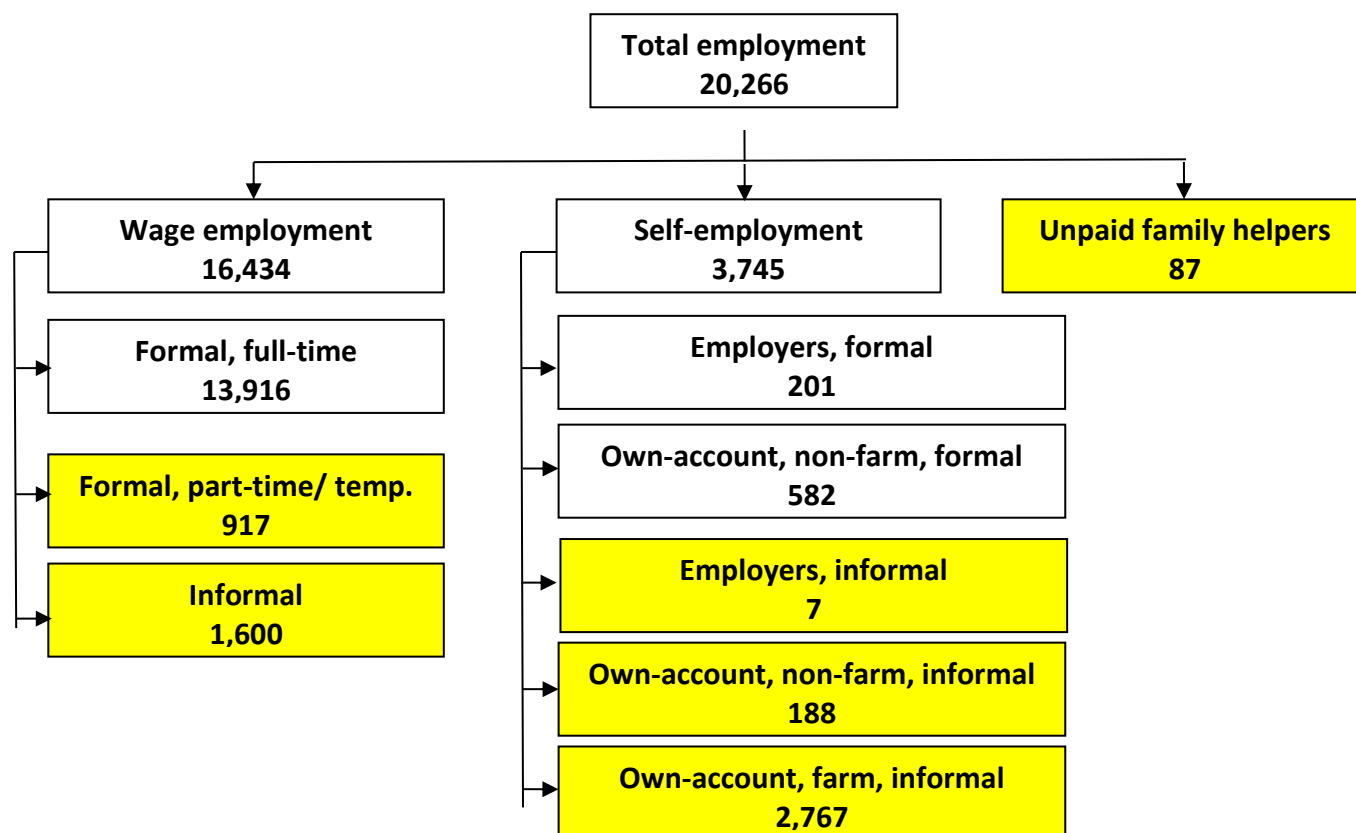 Total employment
20,266
Wage employment
16,434
Self-employment
3,745
Unpaid family helpers
87
Formal, full-time
13,916
Formal, part-time/ temp.
917
Informal
1,600
Employers, formal
201
Own-account, non-farm, formal
582
Employers, informal
7
Own-account, non-farm, informal
188
Own-account, farm, informal
2,767